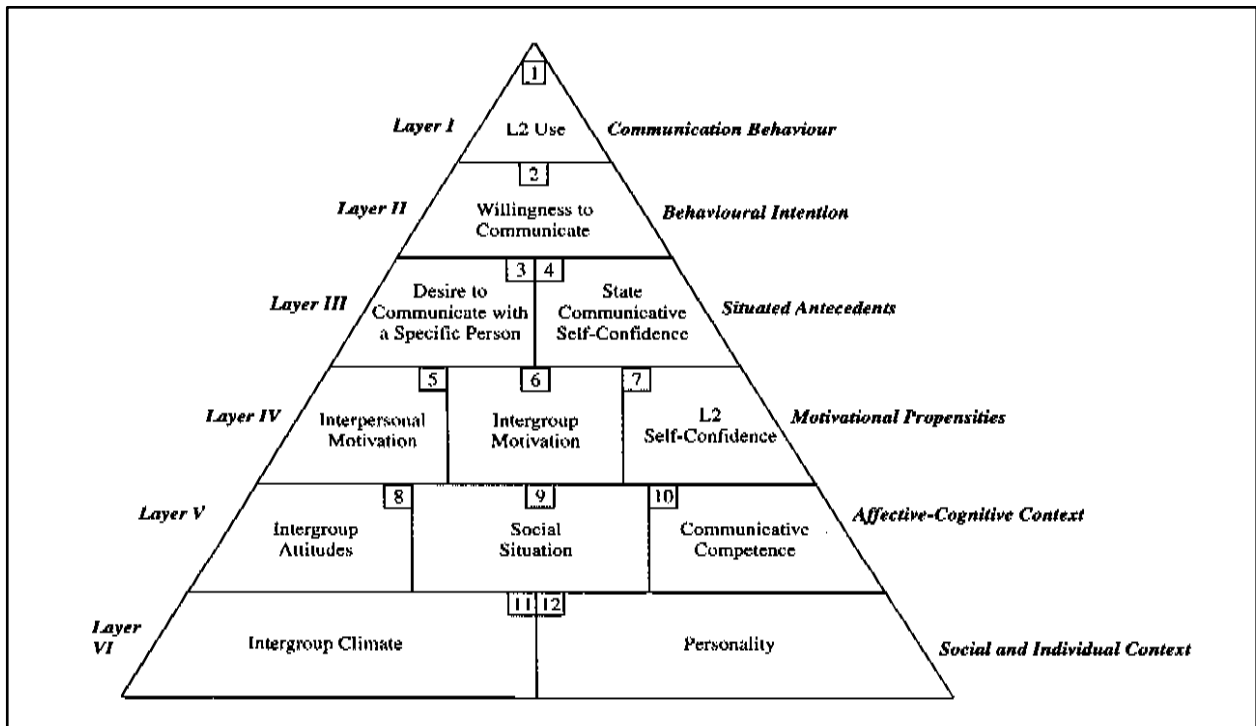 1
Layer I
L2 Use
Communication Behaviour
2
Layer II
Willingness to
Communicate
Behavioural Intention
3 4
Layer III
Desire to
Communicate with
a Specific Person
State
Communicative
Self-Confidence
Situated Antecedents
5 6 7
Layer IV
Interpersonal
Motivation
Intergroup
Motivation
L2
Self-Confidence
Motivational Propensities
8 9 10
Layer V
Intergroup
Attitudes
Social
Situation
Communicative
Competence
Affective-Cognitive Context
11 12
Layer
VI
Intergroup Climate
Personality
Social and Individual Context